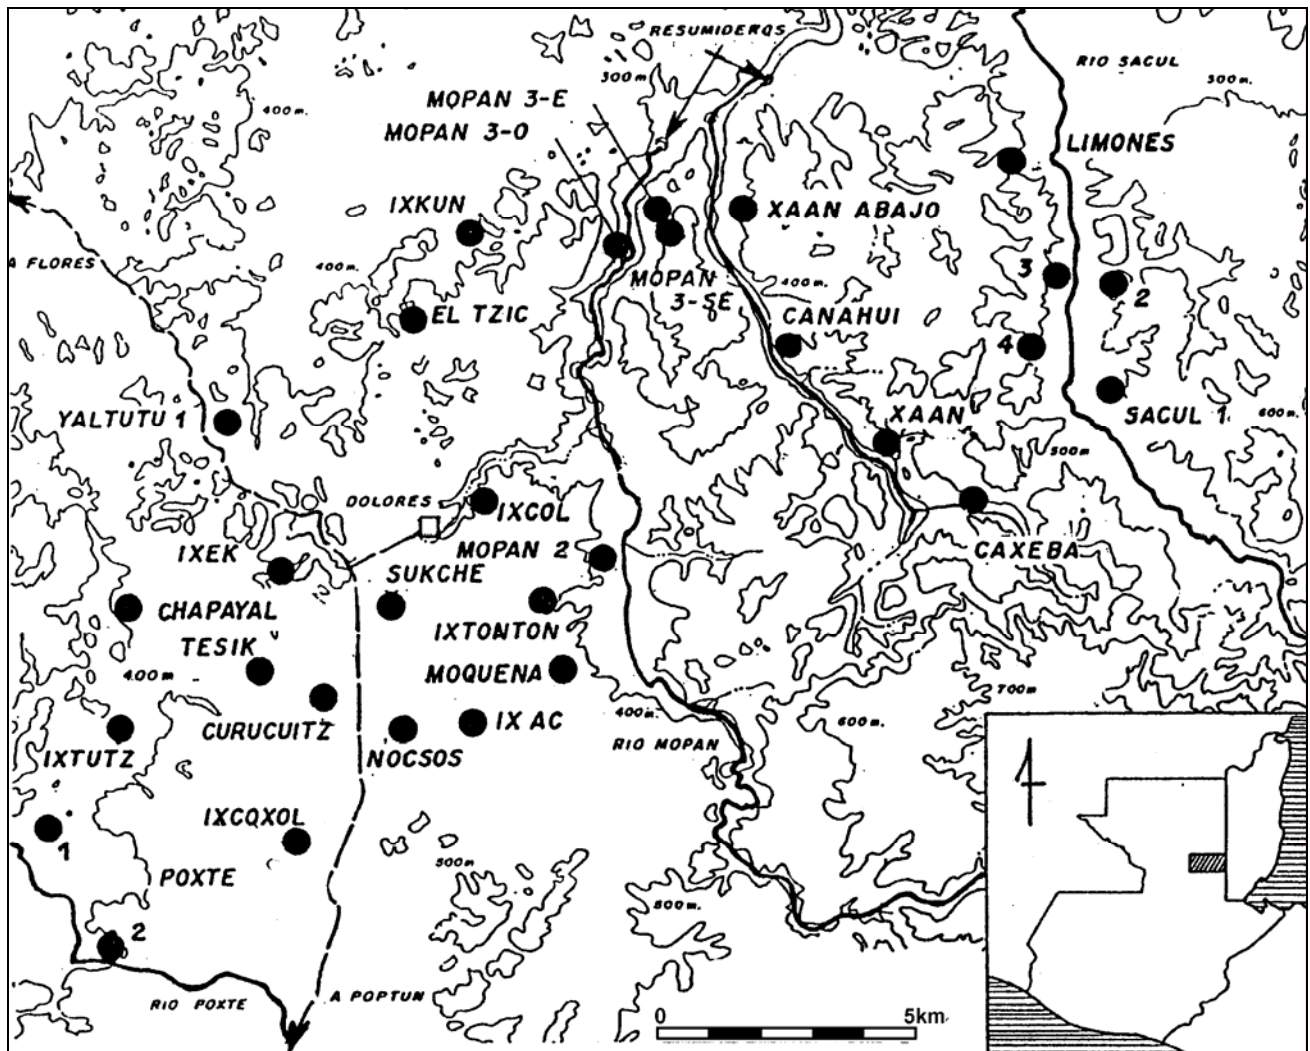 RESUMIDEROS
RIO SACUL
300m
500m.
400m.
MOPAN 3-E
MOPAN 3-O
LIMONES
IXKUN
XAAN ABAJO
A FLORES
400m.
MOPAN
3-SE
400m.
3
2
EL TZIC
CANAHUI
4
YALTUTU 1
XAAN
SACUL 1
600m.
500m
DOLORES
IXCOL
IXEK
MOPAN 2
CAXEBA
SUKCHE
CHAPAYAL
IXTONTON
TESIK
MOQUENA
400m
700m
CURUCUITZ
IX AC
400m.
600m.
IXTUTZ
NOCSOS
RIO MOPAN
IXCOXOL
1
500m
POXTE
800m.
2
RIO POXTE
A POPTUN
0
5km